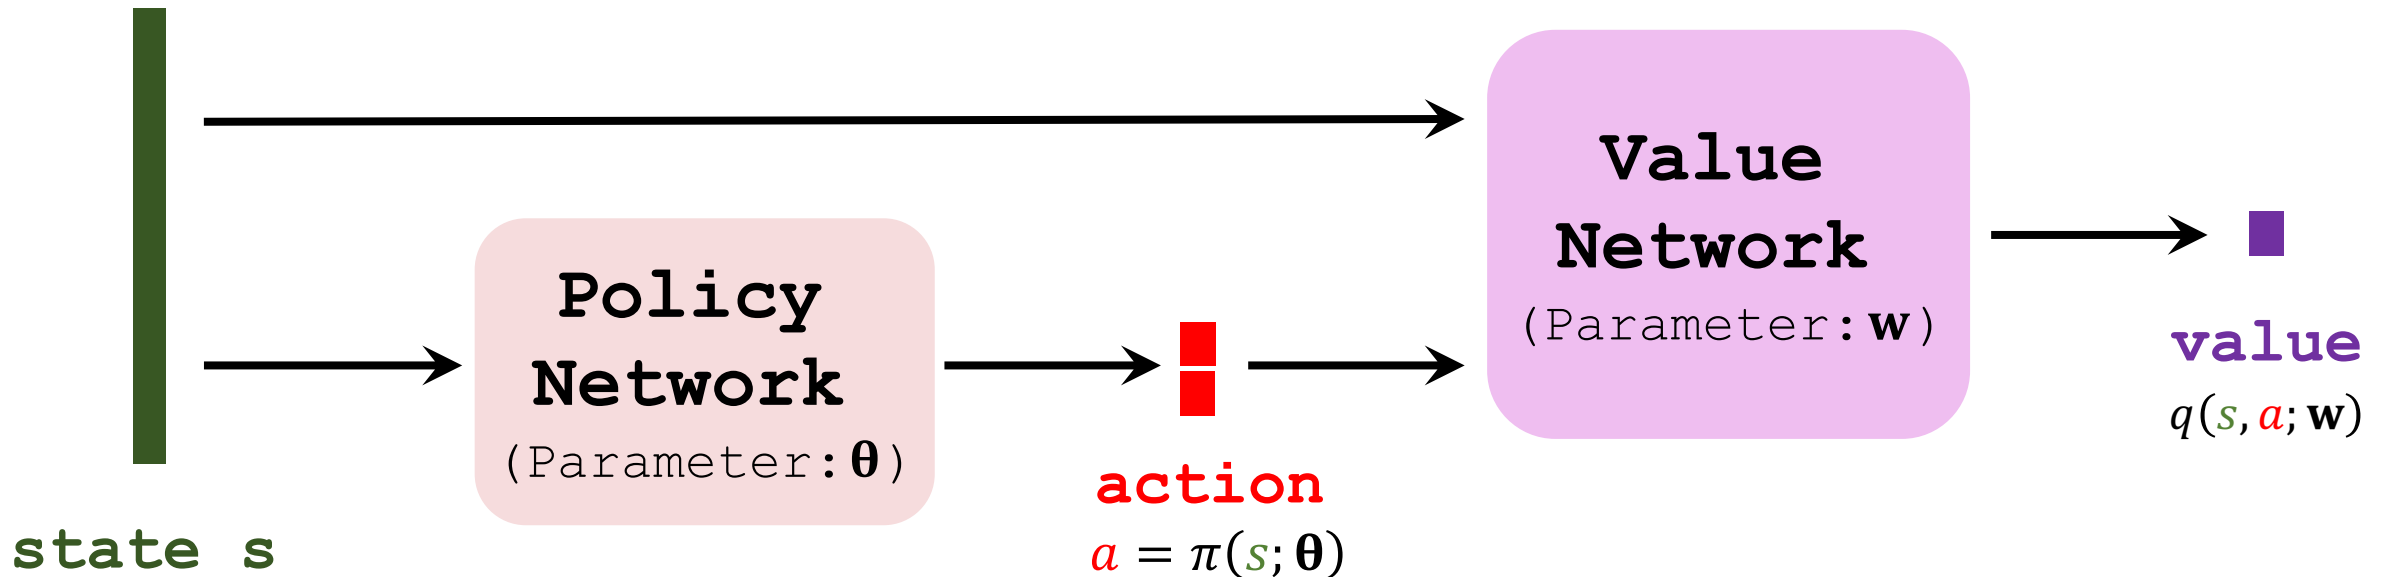 state s
Policy
Network
(Parameter: θ)
action
a = π(s; θ)
Value
Network
(Parameter: w)
value
q(s, a; w)